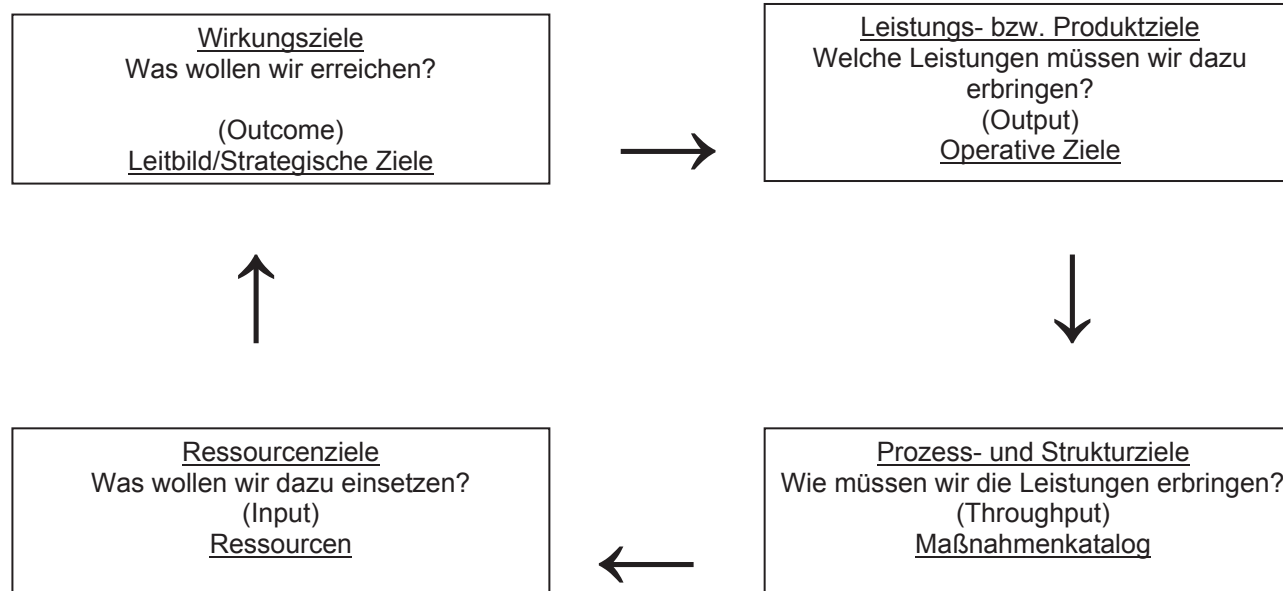 Wirkungsziele
Was wollen wir erreichen?
(Outcome)
Leitbild/Strategische Ziele
Leistungs- bzw. Produktziele
Welche Leistungen müssen wir dazu
erbringen?
(Output)
Operative Ziele
Ressourcenziele
Was wollen wir dazu einsetzen?
(Input)
Ressourcen
Prozess- und Strukturziele
Wie müssen wir die Leistungen erbringen?
(Throughput)
Maßnahmenkatalog